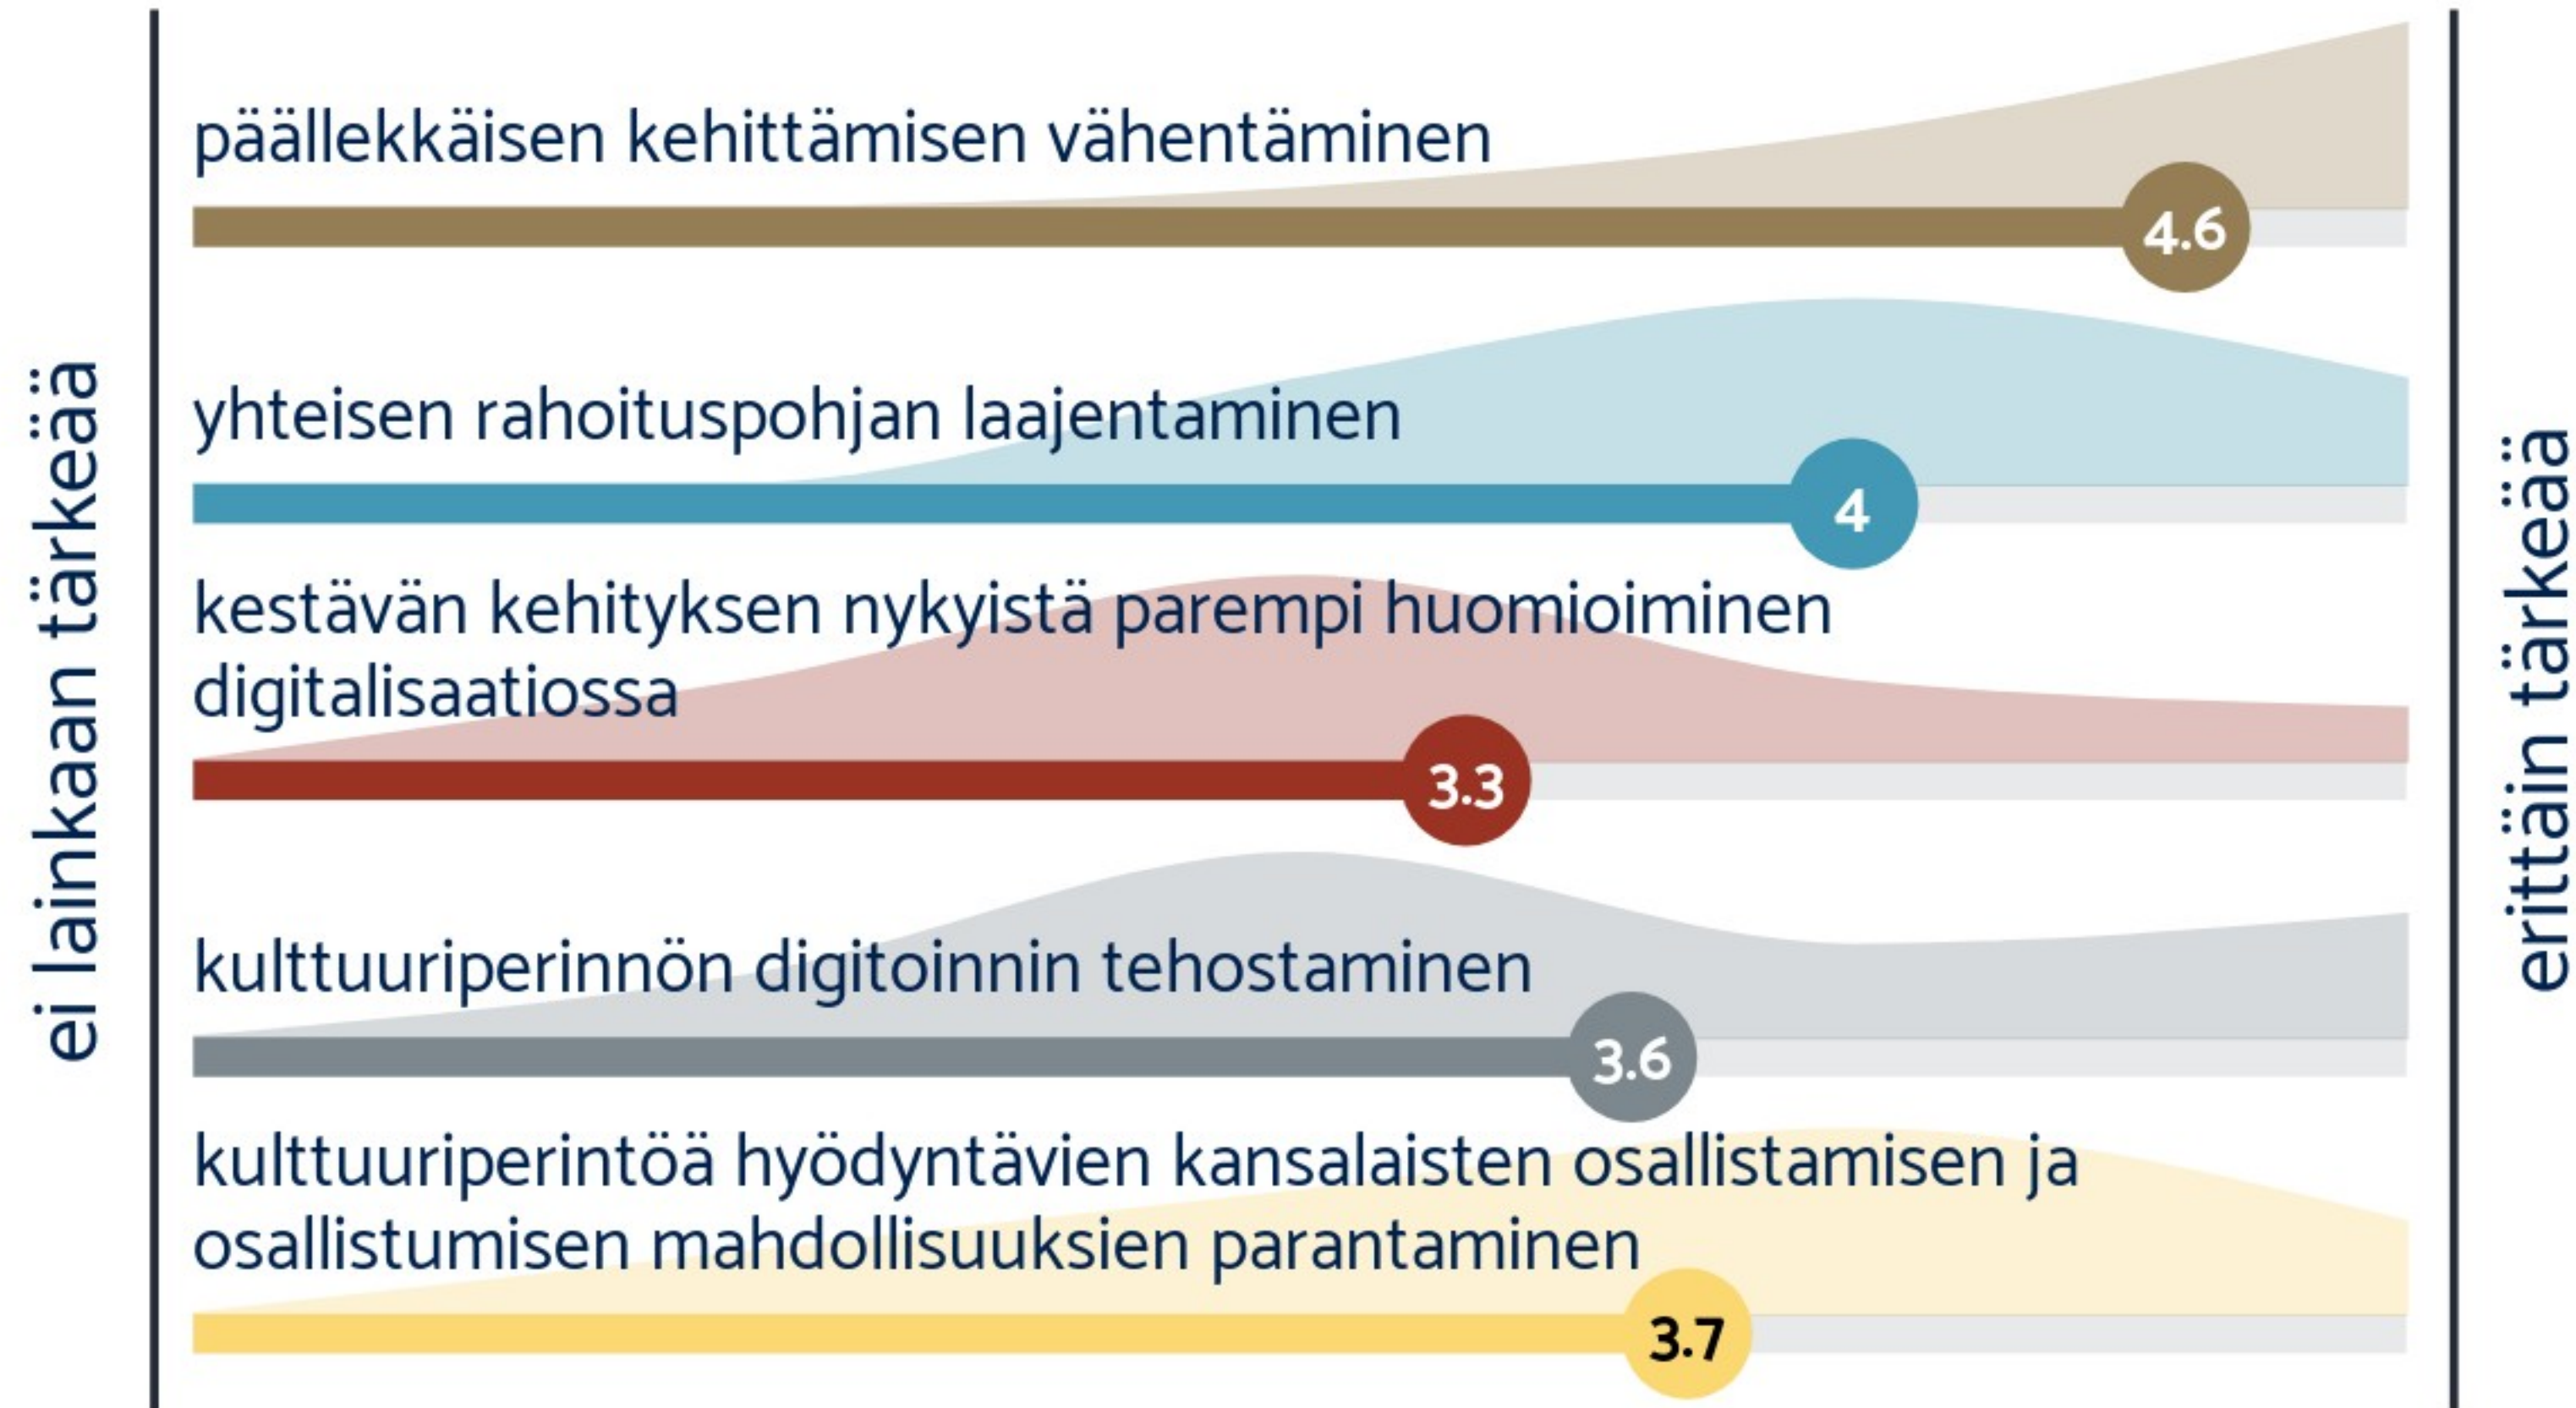 ei lainkaan tärkeää
päällekkäisen kehittämisen vähentäminen
4.6
yhteisen rahoituspohjan laajentaminen
4
kestävän kehityksen nykyistä parempi huomioiminen
digitalisaatiossa
3.3
kulttuuriperinnön digitoinnin tehostaminen
3.6
kulttuuriperintöä hyödyntävien kansalaisten osallistamisen ja
osallistumisen mahdollisuuksien parantaminen
3.7
erittäin tärkeää